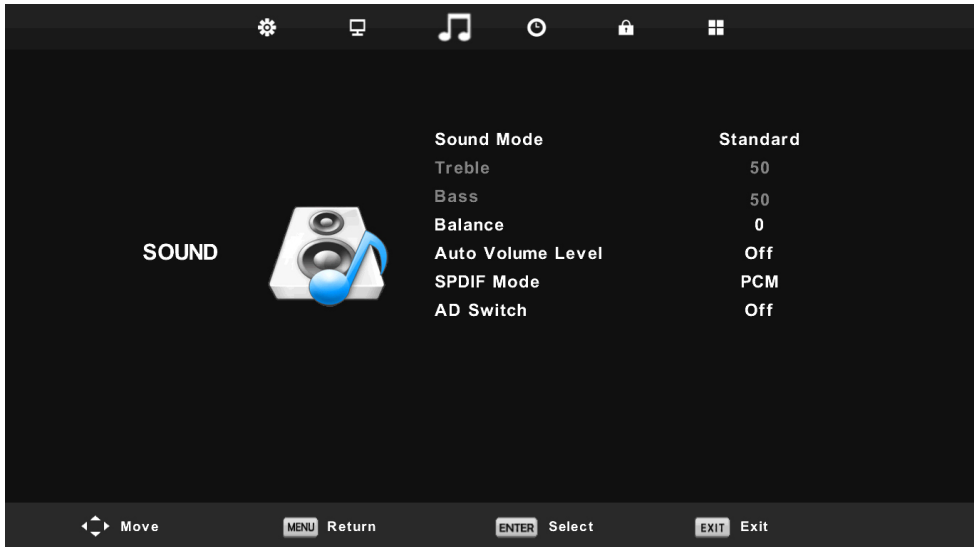 Sound Mode Standard
Treble 50
Bass 50
Balance 0
SOUND
Auto Volume Level Off
SPDIF Mode PCM
AD Switch Off
Move MENU Return ENTER Select EXIT Exit